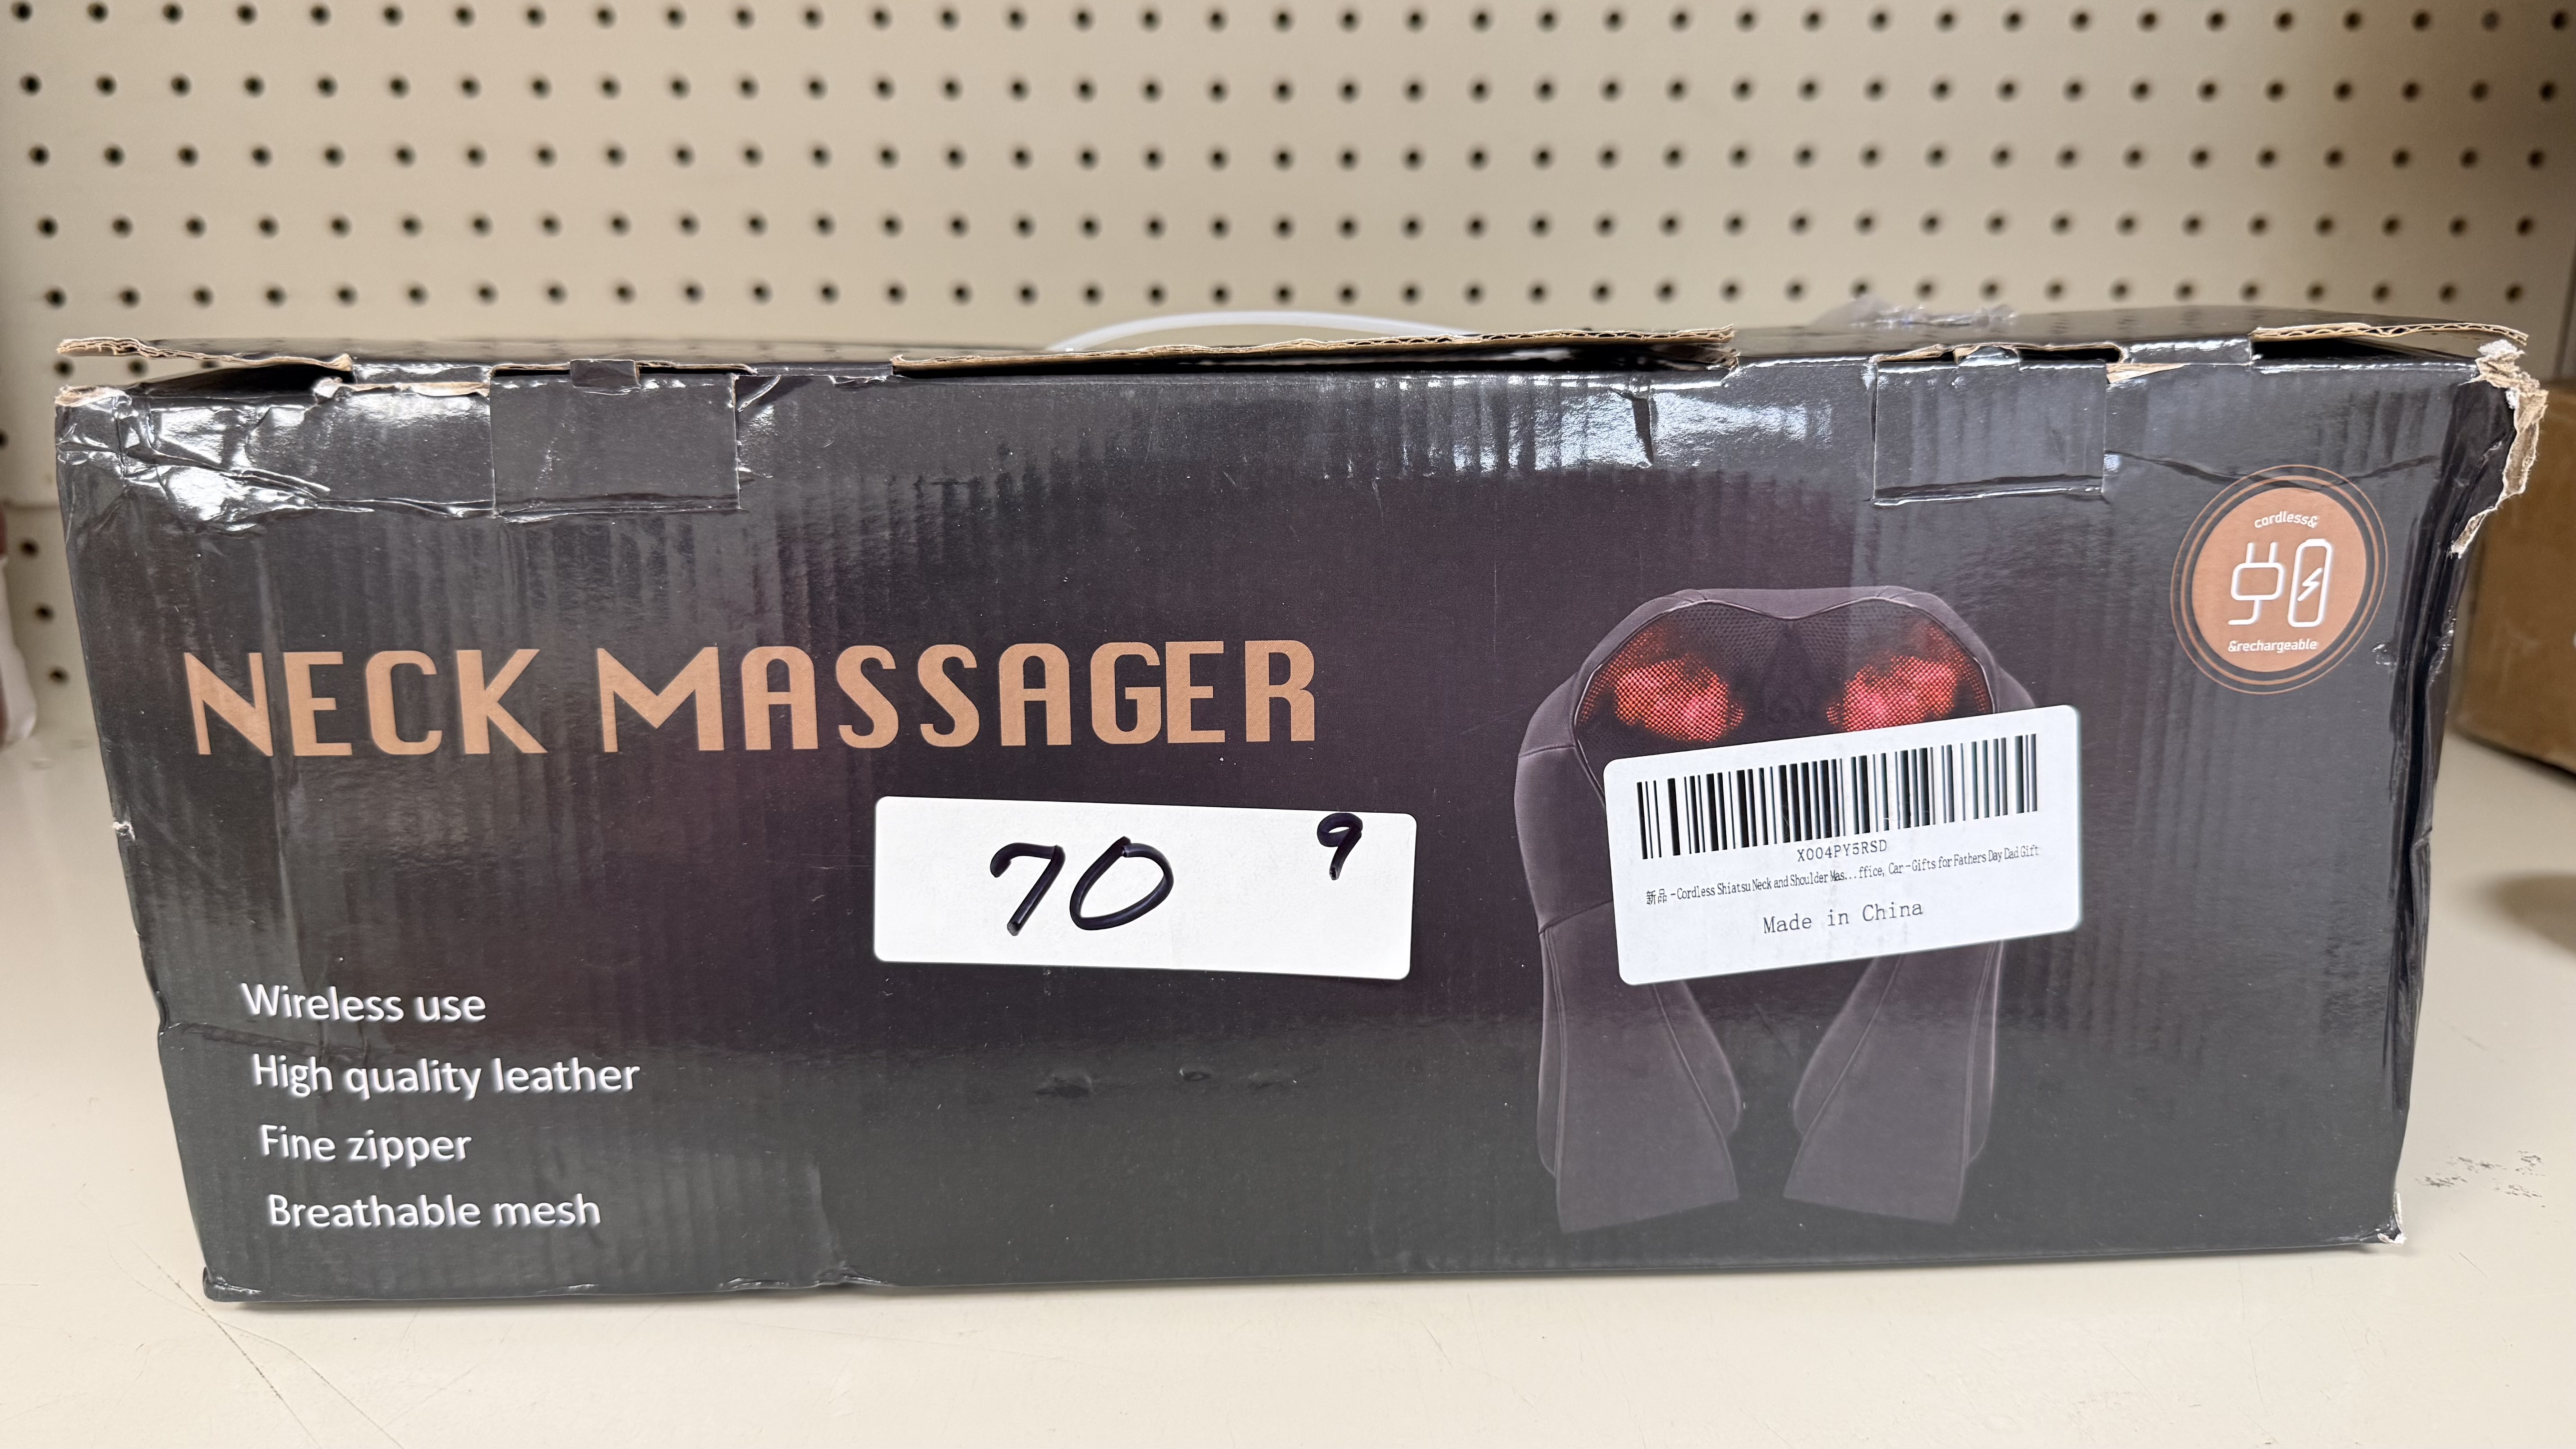 cordless&
&rechargeable
NECK MASSAGER
70 9
X004PY5RSD
新品 -Cordless Shiatsu Neck and Shoulder Mas...ffice, Car-Gifts for Fathers Day Dad Gift
Made in China
Wireless use
High quality leather
Fine zipper
Breathable mesh